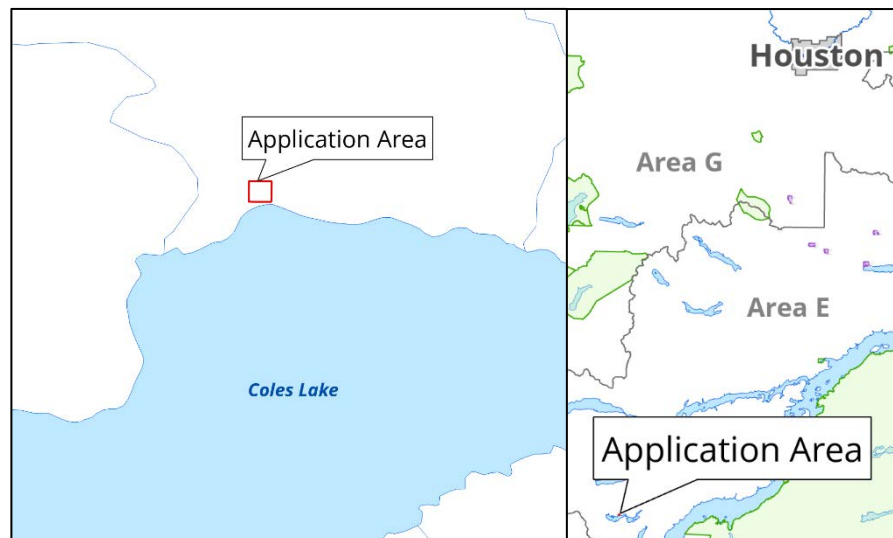 Application Area
Coles Lake
Houston
Area G
Area E
Application Area